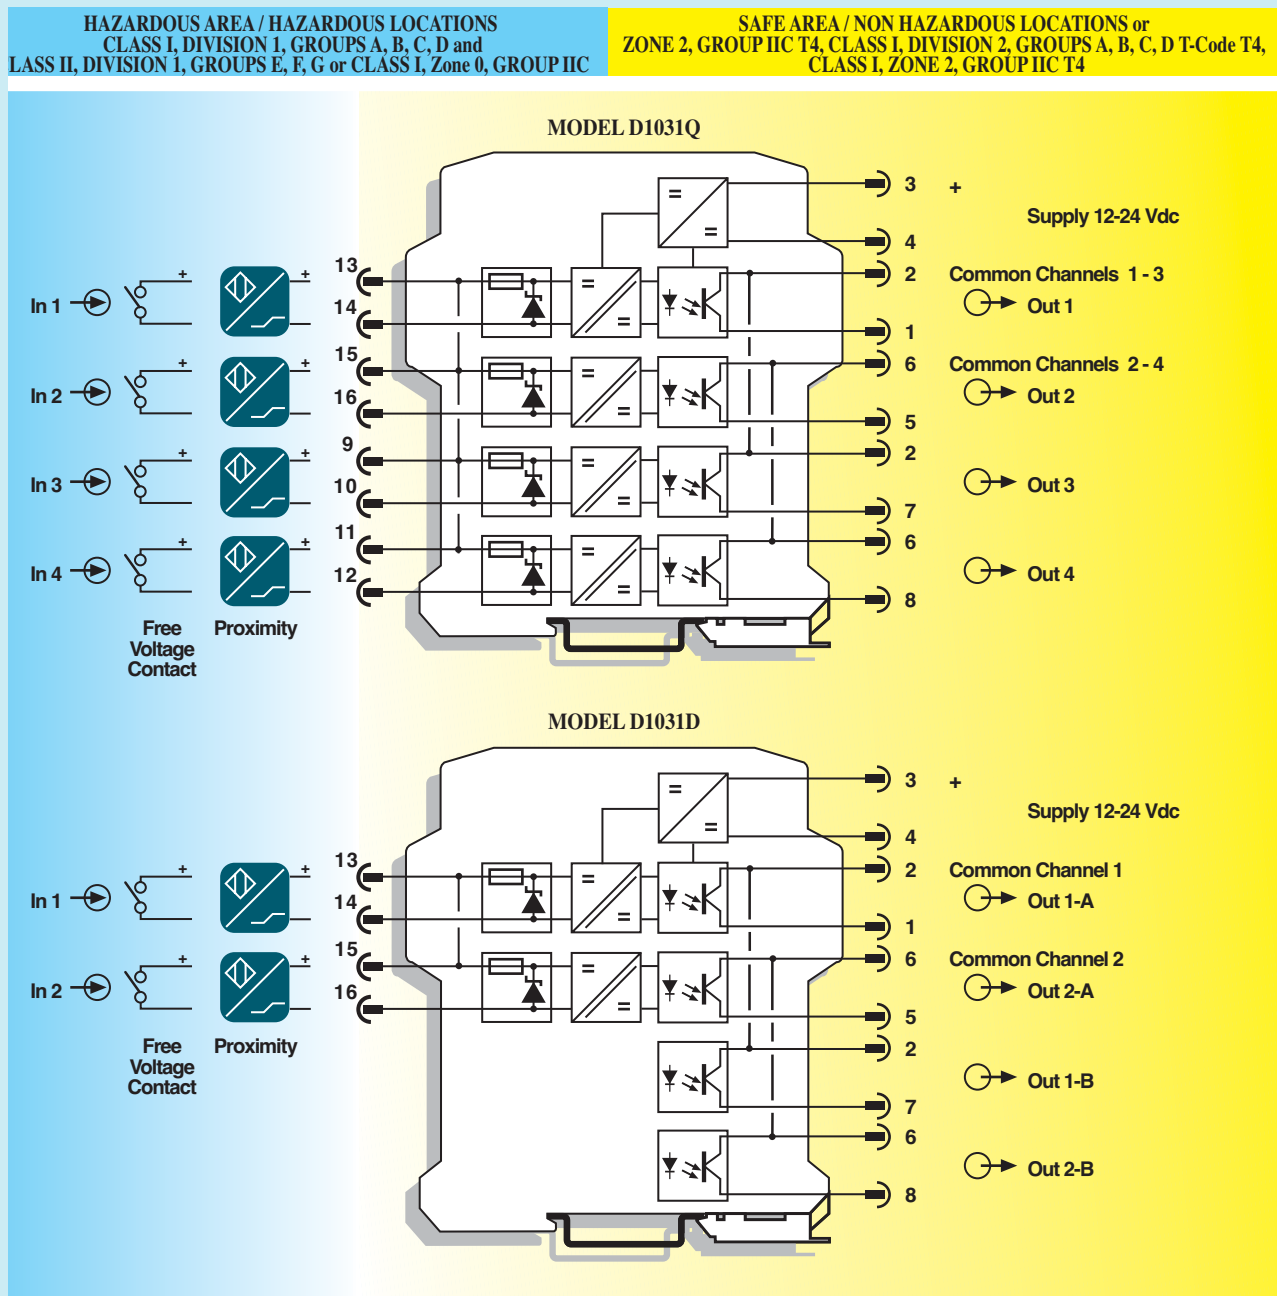 HAZARDOUS AREA / HAZARDOUS LOCATIONS
CLASS I, DIVISION 1, GROUPS A, B, C, D and
LASS II, DIVISION 1, GROUPS E, F, G or CLASS I, Zone 0, GROUP IIC
SAFE AREA / NON HAZARDOUS LOCATIONS or
ZONE 2, GROUP IIC T4, CLASS I, DIVISION 2, GROUPS A, B, C, D T-Code T4,
CLASS I, ZONE 2, GROUP IIC T4
MODEL D1031Q
3 +
Supply 12-24 Vdc
4
In 1 + + 13 14
2 Common Channels 1 - 3
Out 1
1
In 2 + + 15 16
6 Common Channels 2 - 4
Out 2
5
In 3 + + 9 10
2
Out 3
7
In 4 + + 11 12
6
Out 4
8
Free
Voltage
Contact
Proximity
MODEL D1031D
3 +
Supply 12-24 Vdc
4
In 1 + + 13 14
2 Common Channel 1
Out 1-A
1
In 2 + + 15 16
6 Common Channel 2
Out 2-A
5
Free
Voltage
Contact
Proximity
2
Out 1-B
7
6
Out 2-B
8